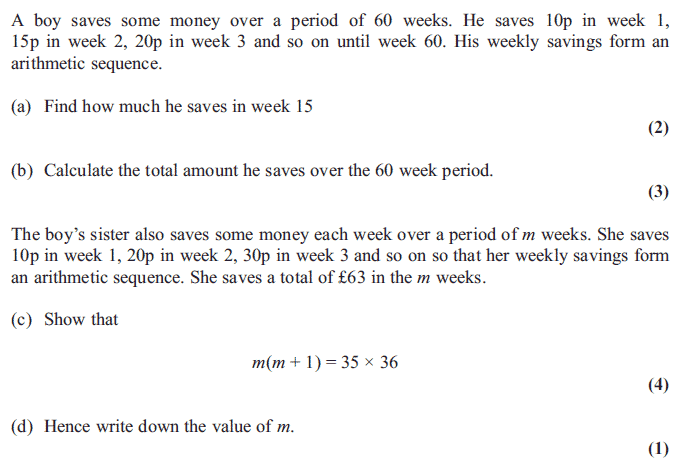 A boy saves some money over a period of 60 weeks. He saves 10p in week 1,
15p in week 2, 20p in week 3 and so on until week 60. His weekly savings form an
arithmetic sequence.
(a) Find how much he saves in week 15
(2)
(b) Calculate the total amount he saves over the 60 week period.
(3)
The boy's sister also saves some money each week over a period of m weeks. She saves
10p in week 1, 20p in week 2, 30p in week 3 and so on so that her weekly savings form
an arithmetic sequence. She saves a total of £63 in the m weeks.
(c) Show that
m(m + 1) = 35 × 36
(4)
(d) Hence write down the value of m.
(1)